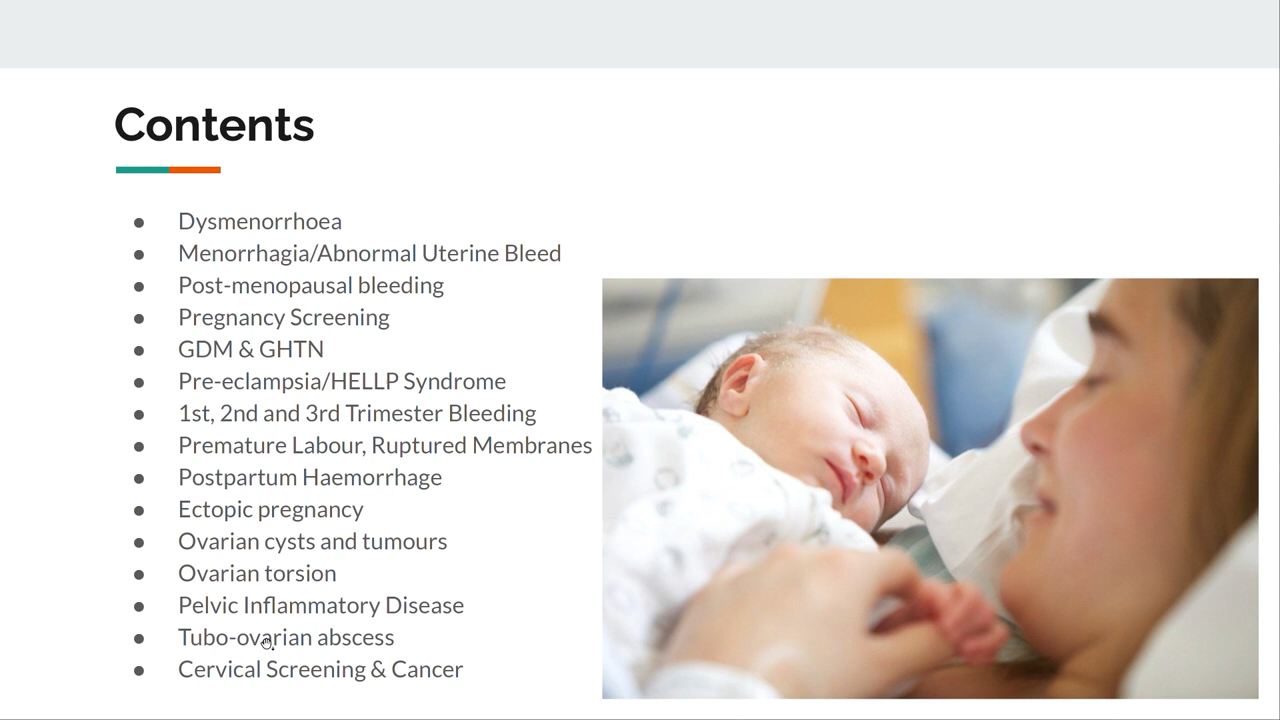 Contents
● Dysmenorrhoea
● Menorrhagia/Abnormal Uterine Bleed
● Post-menopausal bleeding
● Pregnancy Screening
● GDM & GHTN
● Pre-eclampsia/HELLP Syndrome
● 1st, 2nd and 3rd Trimester Bleeding
● Premature Labour, Ruptured Membranes
● Postpartum Haemorrhage
● Ectopic pregnancy
● Ovarian cysts and tumours
● Ovarian torsion
● Pelvic Inflammatory Disease
● Tubo-ovarian abscess
● Cervical Screening & Cancer